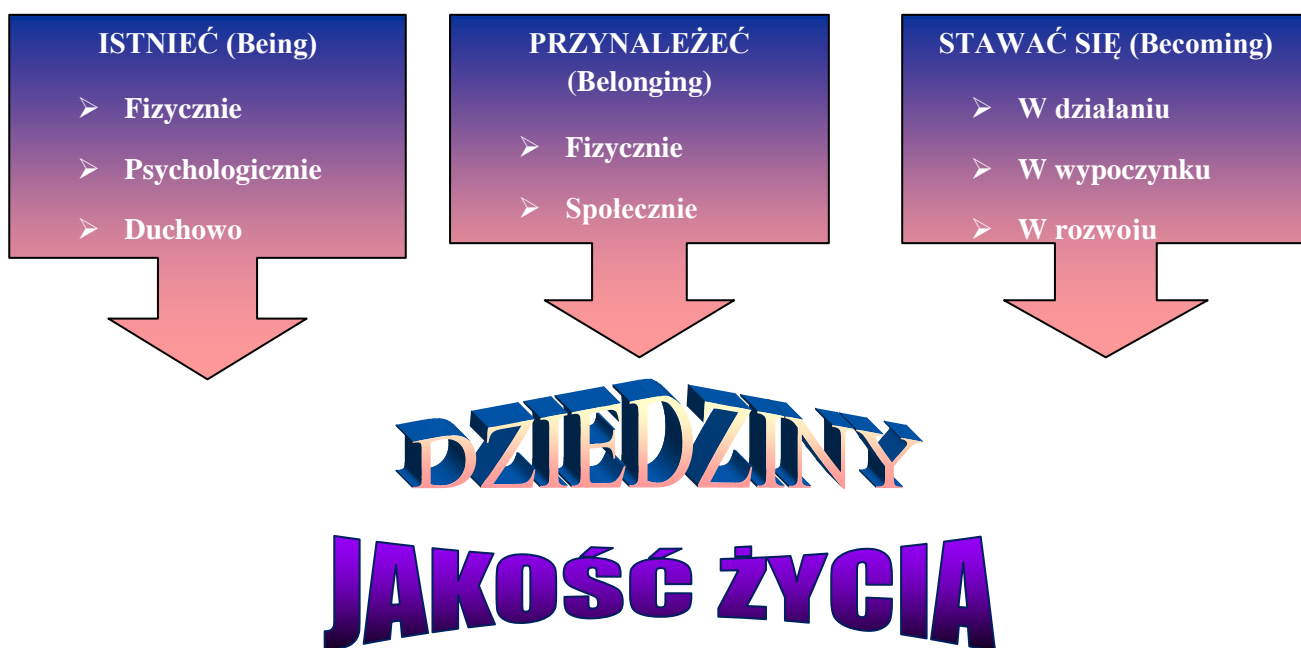 ISTNIEĆ (Being)
➢ Fizycznie
➢ Psychologicznie
➢ Duchowo
PRZYNALEŻEĆ
(Belonging)
➢ Fizycznie
➢ Społecznie
STAWAĆ SIĘ (Becoming)
➢ W działaniu
➢ W wypoczynku
➢ W rozwoju
DZIEDZINY
JAKOŚĆ ŻYCIA